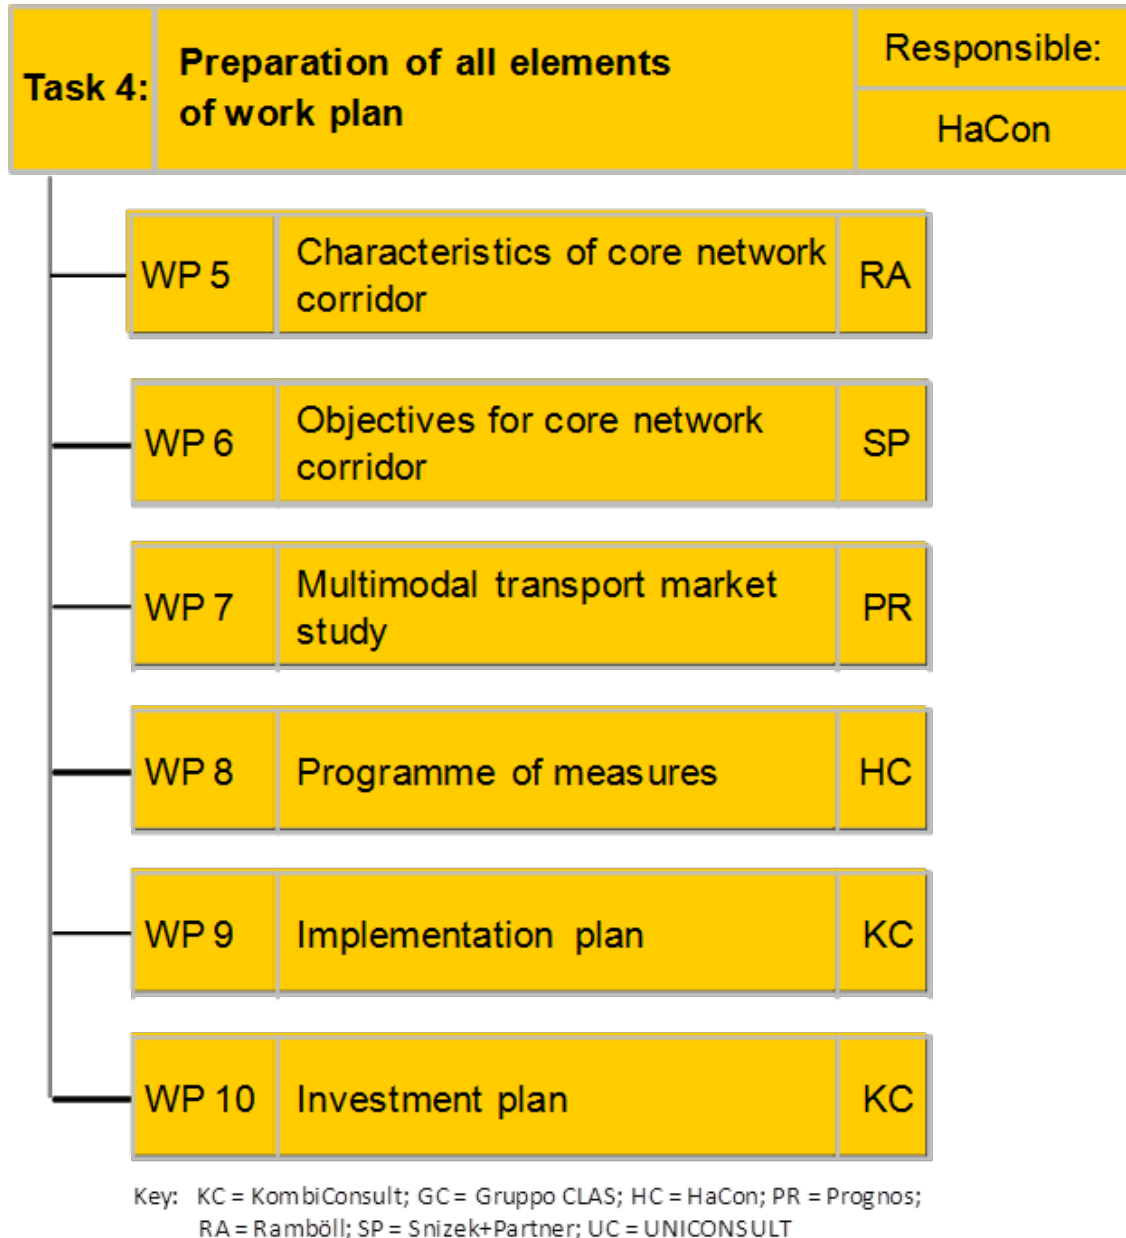 Task 4:
Preparation of all elements
of work plan
Responsible:
HaCon
WP 5
Characteristics of core network
corridor
RA
WP 6
Objectives for core network
corridor
SP
WP 7
Multimodal transport market
study
PR
WP 8
Programme of measures
HC
WP 9
Implementation plan
KC
WP 10
Investment plan
KC
Key: KC = KombiConsult; GC = Gruppo CLAS; HC = HaCon; PR = Prognos;
RA = Ramböll; SP = Snizek+Partner; UC = UNICONSULT